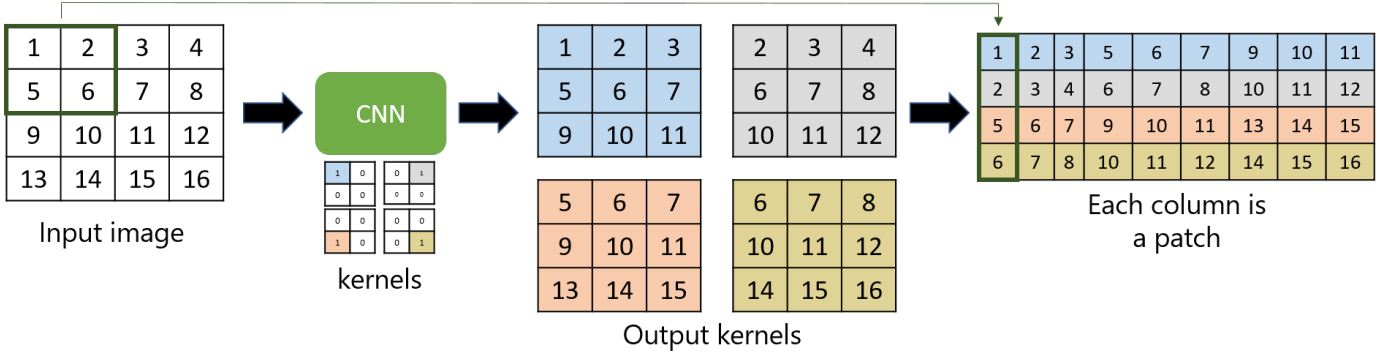 1 2 3 4
5 6 7 8
9 10 11 12
13 14 15 16
Input image
CNN
1 0
0 0
0 1
0 0
0 0
1 0
0 0
0 1
kernels
1 2 3
5 6 7
9 10 11
2 3 4
6 7 8
10 11 12
5 6 7
9 10 11
13 14 15
6 7 8
10 11 12
14 15 16
Output kernels
1 2 3 5 6 7 9 10 11
2 3 4 6 7 8 10 11 12
5 6 7 9 10 11 13 14 15
6 7 8 10 11 12 14 15 16
Each column is
a patch